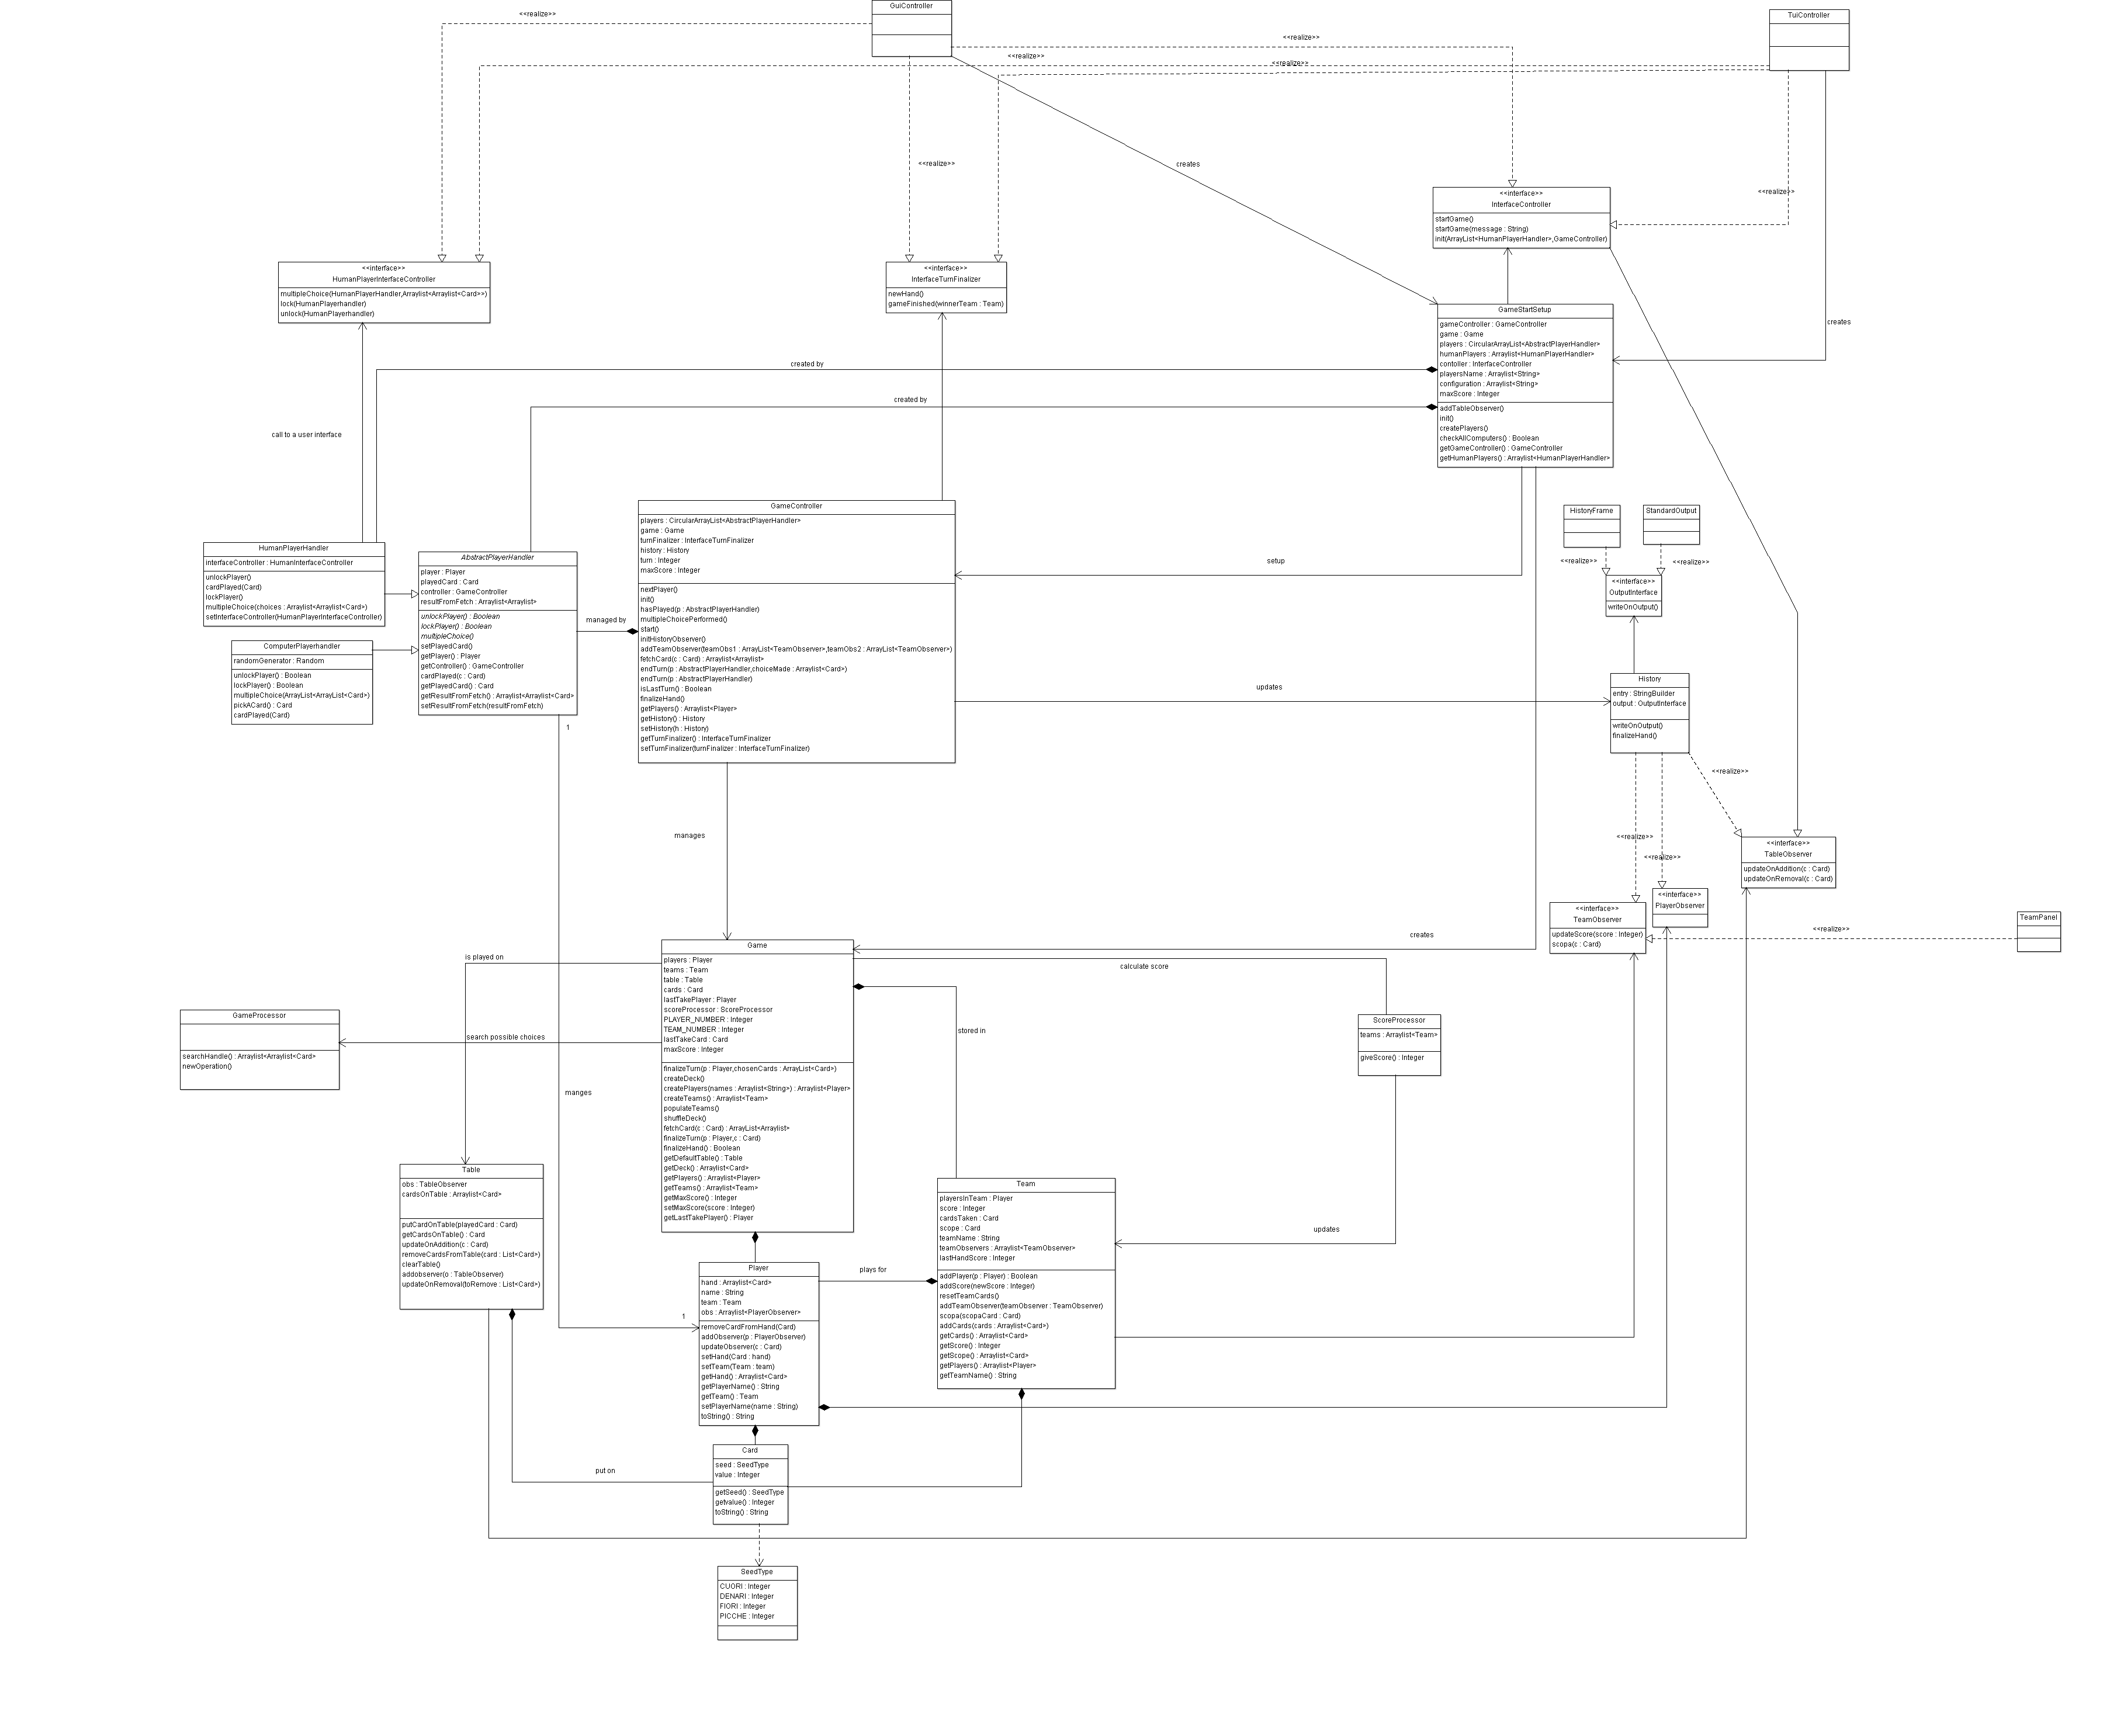 GuiController
TuiController
<<realize>>
<<realize>>
<<realize>>
<<realize>>
<<realize>>
creates
<<realize>>
<<interface>>
InterfaceController
startGame()
startGame(message : String)
init(ArrayList<HumanPlayerHandler>,GameController)
<<interface>>
HumanPlayerInterfaceController
multipleChoice(HumanPlayerHandler,Arraylist<Arraylist<Card>>)
lock(HumanPlayerhandler)
unlock(HumanPlayerhandler)
<<interface>>
InterfaceTurnFinalizer
newHand()
gameFinished(winnerTeam : Team)
GameStartSetup
gameController : GameController
game : Game
players : CircularArrayList<AbstractPlayerHandler>
humanPlayers : Arraylist<HumanPlayerHandler>
contoller : InterfaceController
playersName : Arraylist<String>
configuration : Arraylist<String>
maxScore : Integer
addTableObserver()
init()
createPlayers()
checkAllComputers() : Boolean
getGameController() : GameController
getHumanPlayers() : Arraylist<HumanPlayerHandler>
creates
created by
created by
call to a user interface
GameController
players : CircularArrayList<AbstractPlayerHandler>
game : Game
turnFinalizer : InterfaceTurnFinalizer
history : History
turn : Integer
maxScore : Integer
nextPlayer()
init()
hasPlayed(p : AbstractPlayerHandler)
multipleChoicePerformed()
start()
initHistoryObserver()
addTeamObserver(teamObs1 : ArrayList<TeamObserver>,teamObs2 : ArrayList<TeamObserver>)
fetchCard(c : Card) : Arraylist<Arraylist>
endTurn(p : AbstractPlayerHandler,choiceMade : Arraylist<Card>)
endTurn(p : AbstractPlayerHandler)
isLastTurn() : Boolean
finalizeHand()
getPlayers() : Arraylist<Player>
getHistory() : History
setHistory(h : History)
getTurnFinalizer() : InterfaceTurnFinalizer
setTurnFinalizer(turnFinalizer : InterfaceTurnFinalizer)
HumanPlayerHandler
interfaceController : HumanInterfaceController
unlockPlayer()
cardPlayed(Card)
lockPlayer()
multipleChoice(choices : Arraylist<Arraylist<Card>)
setInterfaceController(HumanPlayerInterfaceController)
AbstractPlayerHandler
player : Player
playedCard : Card
controller : GameController
resultFromFetch : Arraylist<Arraylist>
unlockPlayer() : Boolean
lockPlayer() : Boolean
multipleChoice()
setPlayedCard()
getPlayer() : Player
getController() : GameController
cardPlayed(c : Card)
getPlayedCard() : Card
getResultFromFetch() : Arraylist<Arraylist<Card>
setResultFromFetch(resultFromFetch)
ComputerPlayerhandler
randomGenerator : Random
unlockPlayer() : Boolean
lockPlayer() : Boolean
multipleChoice(ArrayList<ArrayList<Card>)
pickACard() : Card
cardPlayed(Card)
managed by
setup
updates
HistoryFrame
StandardOutput
<<realize>>
<<realize>>
<<interface>>
OutputInterface
writeOnOutput()
History
entry : StringBuilder
output : OutputInterface
writeOnOutput()
finalizeHand()
<<realize>>
<<realize>>
<<realize>>
<<interface>>
TableObserver
updateOnAddition(c : Card)
updateOnRemoval(c : Card)
<<interface>>
PlayerObserver
<<interface>>
TeamObserver
updateScore(score : Integer)
scopa(c : Card)
<<realize>>
TeamPanel
1
manages
creates
calculate score
is played on
search possible choices
stored in
Game
players : Player
teams : Team
table : Table
cards : Card
lastTakePlayer : Player
scoreProcessor : ScoreProcessor
PLAYER_NUMBER : Integer
TEAM_NUMBER : Integer
lastTakeCard : Card
maxScore : Integer
finalizeTurn(p : Player,chosenCards : ArrayList<Card>)
createDeck()
createPlayers(names : Arraylist<String>) : Arraylist<Player>
createTeams() : Arraylist<Team>
populateTeams()
shuffleDeck()
fetchCard(c : Card) : ArrayList<Arraylist>
finalizeTurn(p : Player,c : Card)
finalizeHand() : Boolean
getDefaultTable() : Table
getDeck() : Arraylist<Card>
getPlayers() : Arraylist<Player>
getTeams() : Arraylist<Team>
getMaxScore() : Integer
setMaxScore(score : Integer)
getLastTakePlayer() : Player
GameProcessor
searchHandle() : Arraylist<Arraylist<Card>
newOperation()
ScoreProcessor
teams : Arraylist<Team>
giveScore() : Integer
manges
Table
obs : TableObserver
cardsOnTable : Arraylist<Card>
putCardOnTable(playedCard : Card)
getCardsOnTable() : Card
updateOnAddition(c : Card)
removeCardsFromTable(card : List<Card>)
clearTable()
addobserver(o : TableObserver)
updateOnRemoval(toRemove : List<Card>)
Team
playersInTeam : Player
score : Integer
cardsTaken : Card
scope : Card
teamName : String
teamObservers : Arraylist<TeamObserver>
lastHandScore : Integer
addPlayer(p : Player) : Boolean
addScore(newScore : Integer)
resetTeamCards()
addTeamObserver(teamObserver : TeamObserver)
scopa(scopaCard : Card)
addCards(cards : Arraylist<Card>)
getCards() : Arraylist<Card>
getScore() : Integer
getScope() : Arraylist<Card>
getPlayers() : Arraylist<Player>
getTeamName() : String
updates
plays for
1
Player
hand : Arraylist<Card>
name : String
team : Team
obs : Arraylist<PlayerObserver>
removeCardFromHand(Card)
addObserver(p : PlayerObserver)
updateObserver(c : Card)
setHand(Card : hand)
setTeam(Team : team)
getHand() : Arraylist<Card>
getPlayerName() : String
getTeam() : Team
setPlayerName(name : String)
toString() : String
put on
Card
seed : SeedType
value : Integer
getSeed() : SeedType
getvalue() : Integer
toString() : String
SeedType
CUORI : Integer
DENARI : Integer
FIORI : Integer
PICCHE : Integer